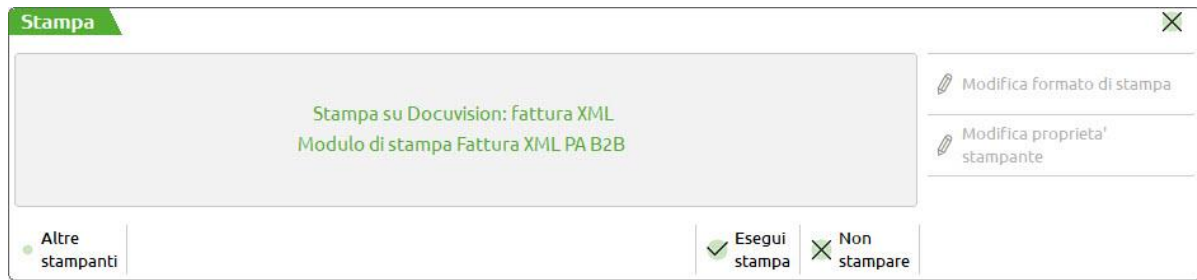 Stampa
Stampa su Docuvision: fattura XML
Modulo di stampa Fattura XML PA B2B
Modifica formato di stampa
Modifica proprieta'
stampante
Altre
stampanti
Esegui
stampa
Non
stampare